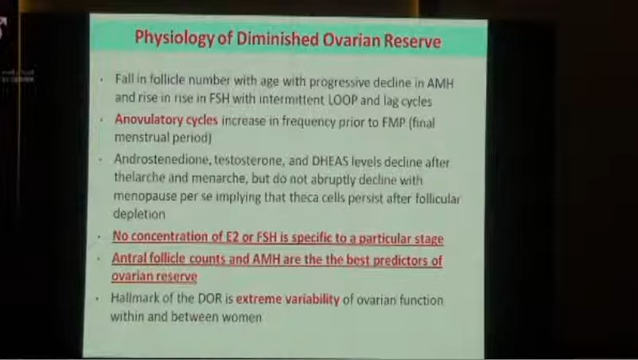 Physiology of Diminished Ovarian Reserve
• Fall in follicle number with age with progressive decline in AMH
and rise in rise in FSH with intermittent LOOP and lag cycles
• Anovulatory cycles increase in frequency prior to FMP (final
menstrual period)
• Androstenedione, testosterone, and DHEAS levels decline after
thelarche and menarche, but do not abruptly decline with
menopause per se implying that theca cells persist after follicular
depletion
• No concentration of E2 or FSH is specific to a particular stage
• Antral follicle counts and AMH are the the best predictors of
ovarian reserve
• Hallmark of the DOR is extreme variability of ovarian function
within and between women